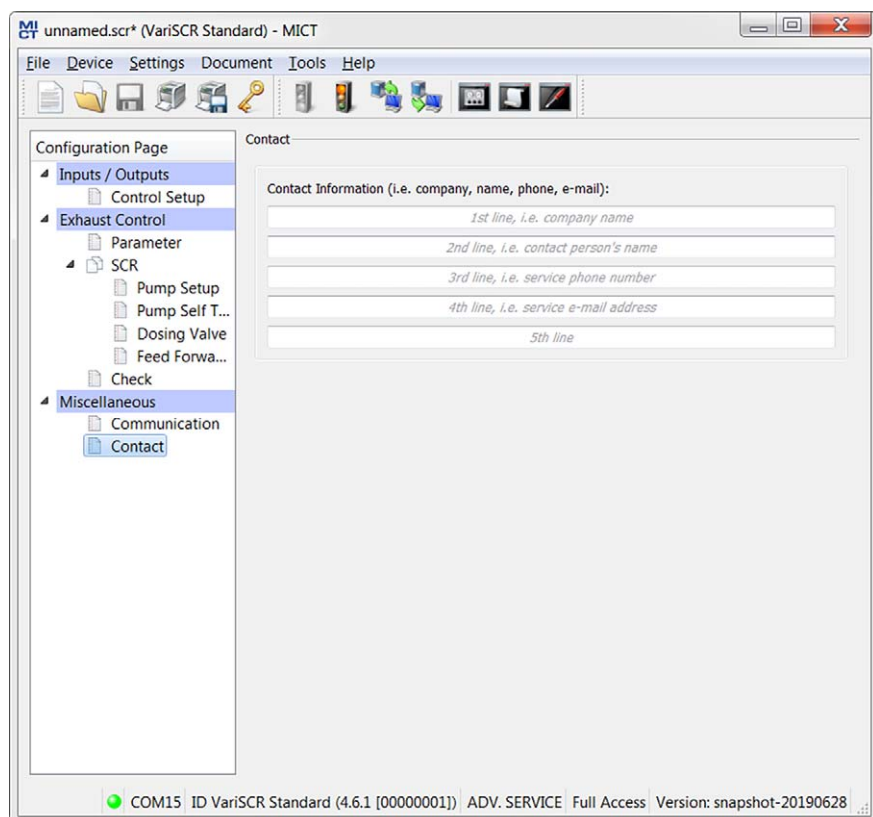 MICT unnamed.scr* (VariSCR Standard) - MICT
File Device Settings Document Tools Help
Configuration Page
Inputs / Outputs
Control Setup
Exhaust Control
Parameter
SCR
Pump Setup
Pump Self T...
Dosing Valve
Feed Forwa...
Check
Miscellaneous
Communication
Contact
Contact
Contact Information (i.e. company, name, phone, e-mail):
1st line, i.e. company name
2nd line, i.e. contact person's name
3rd line, i.e. service phone number
4th line, i.e. service e-mail address
5th line
COM15 ID VariSCR Standard (4.6.1 [00000001]) ADV. SERVICE Full Access Version: snapshot-20190628